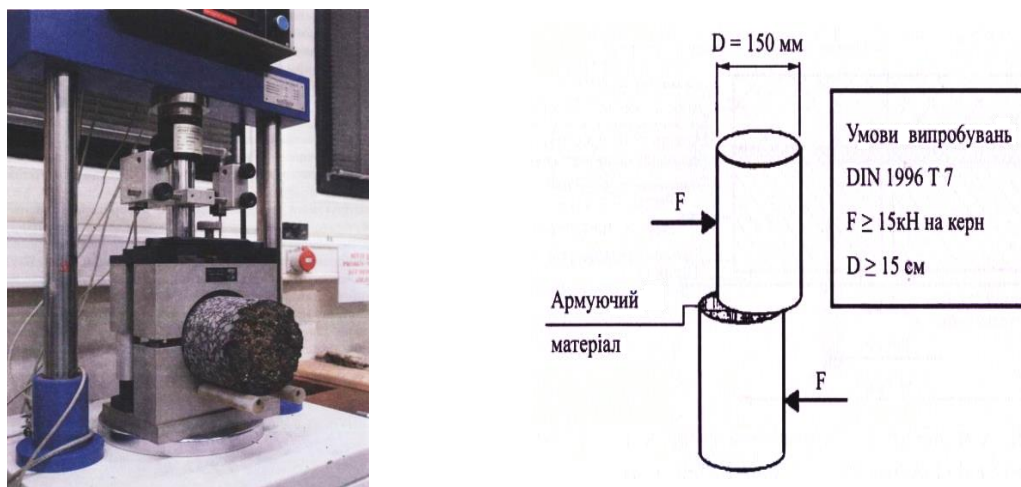 D = 150 мм
Умови випробувань
DIN 1996 T 7
F ≥ 15кН на керн
D ≥ 15 см
F
Армуючий
матеріал
F